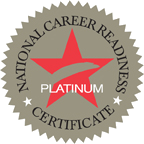 NATIONAL CAREER READINESS
PLATINUM
CERTIFICATE